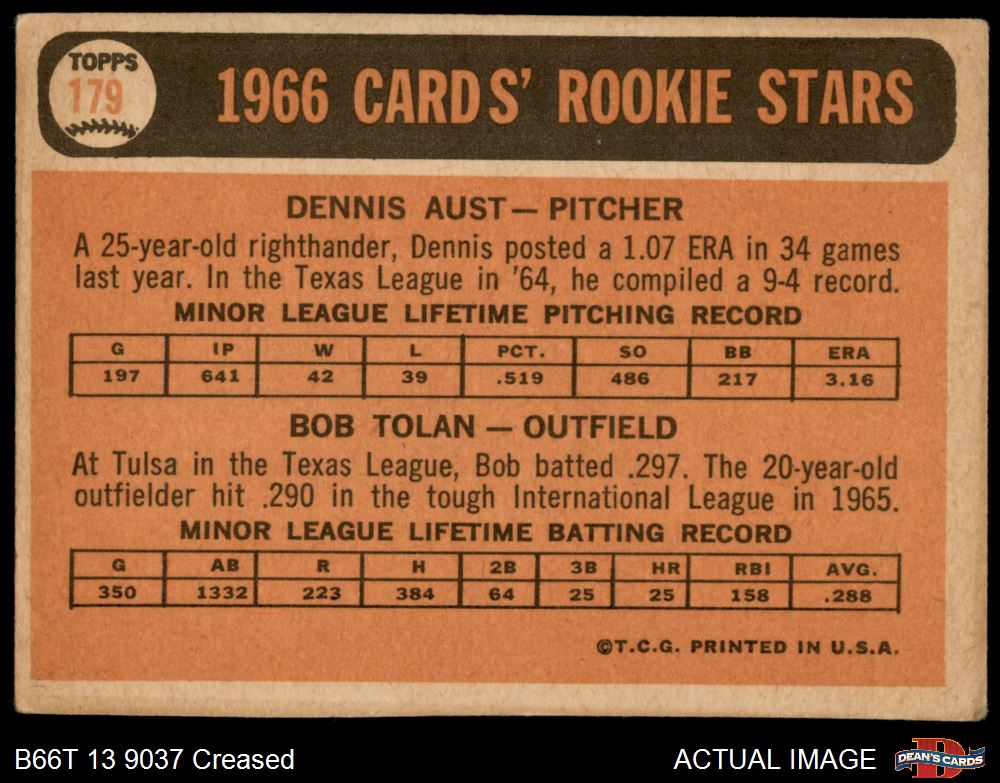 TOPPS
179
1966 CARDS' ROOKIE STARS
DENNIS AUST — PITCHER
A 25-year-old righthander, Dennis posted a 1.07 ERA in 34 games
last year. In the Texas League in '64, he compiled a 9-4 record.
MINOR LEAGUE LIFETIME PITCHING RECORD
G IP W L PCT. SO BB ERA
197 641 42 39 .519 486 217 3.16
BOB TOLAN — OUTFIELD
At Tulsa in the Texas League, Bob batted .297. The 20-year-old
outfielder hit .290 in the tough International League in 1965.
MINOR LEAGUE LIFETIME BATTING RECORD
G AB R H 2B 3B HR RBI AVG.
350 1332 223 384 64 25 25 158 .288
©T.C.G. PRINTED IN U.S.A.
B66T 13 9037 Creased
ACTUAL IMAGE
D
DEAN'S CARDS